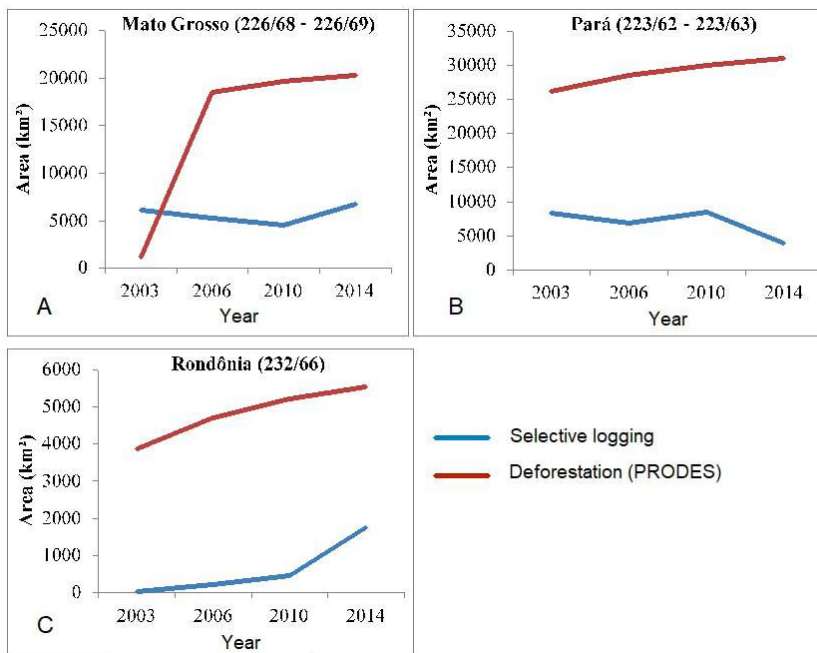 Mato Grosso (226/68 - 226/69)
25000
20000
15000
10000
5000
0
Area (km²)
2003 2006 2010 2014
Year
A
Pará (223/62 - 223/63)
35000
30000
25000
20000
15000
10000
5000
0
Area (km²)
2003 2006 2010 2014
Year
B
Rondônia (232/66)
6000
5000
4000
3000
2000
1000
0
Area (km²)
2003 2006 2010 2014
Year
C
Selective logging
Deforestation (PRODES)